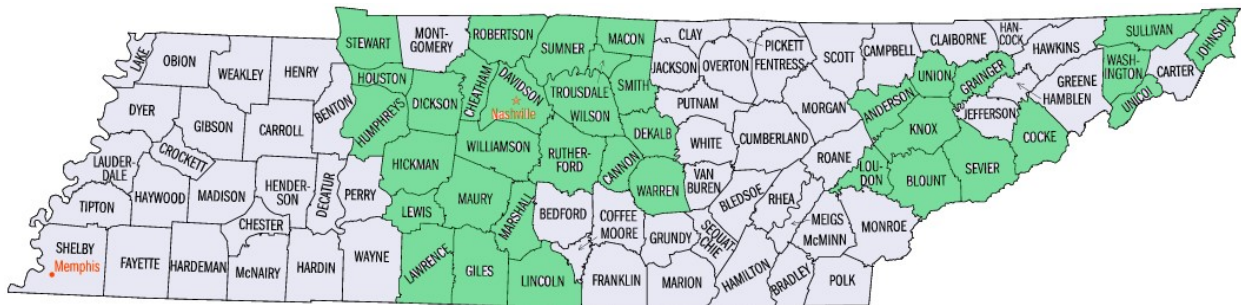 LAKE
OBION
WEAKLEY
HENRY
STEWART
MONT-
GOMERY
ROBERTSON
SUMNER
MACON
CLAY
PICKETT
SCOTT
CAMPBELL
CLAIBORNE
HAN-
COCK
HAWKINS
SULLIVAN
JOHNSON
JACKSON
OVERTON
FENTRESS
UNION
GRAINGER
WASH-
INGTON
CARTER
GREENE
HAMBLEN
UNICOI
DYER
GIBSON
CARROLL
BENTON
HOUSTON
HUMPHREYS
DICKSON
CHEATHAM
DAVIDSON
Nashville
TROUSDALE
WILSON
SMITH
PUTNAM
MORGAN
ANDERSON
KNOX
JEFFERSON
COCKE
LAUDER-
DALE
CROCKETT
HICKMAN
WILLIAMSON
RUTHER-
FORD
CANNON
DEKALB
WHITE
CUMBERLAND
ROANE
LOU-
DON
BLOUNT
SEVIER
TIPTON
HAYWOOD
MADISON
HENDER-
SON
DECATUR
PERRY
LEWIS
MAURY
MARSHALL
BEDFORD
COFFEE
MOORE
WARREN
VAN
BUREN
BLEDSOE
RHEA
MEIGS
McMINN
MONROE
SHELBY
Memphis
FAYETTE
HARDEMAN
CHESTER
McNAIRY
HARDIN
WAYNE
LAWRENCE
GILES
LINCOLN
FRANKLIN
GRUNDY
MARION
SEQUAT-
CHIE
HAMILTON
BRADLEY
POLK